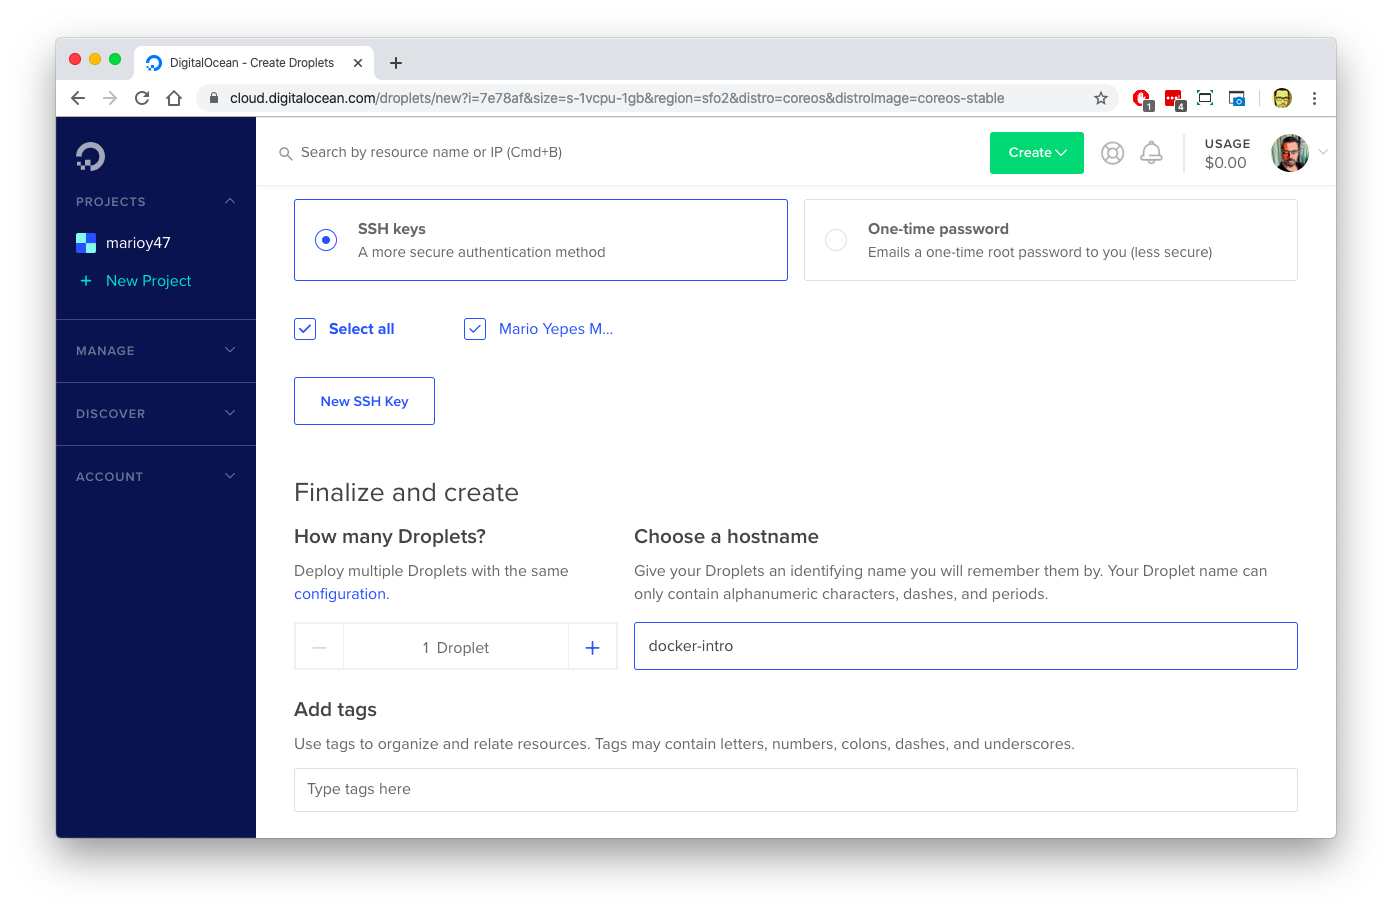 DigitalOcean - Create Droplets
cloud.digitalocean.com/droplets/new?i=7e78af&size=s-1vcpu-1gb&region=sfo2&distro=coreos&distroImage=coreos-stable
1
4
Search by resource name or IP (Cmd+B)
Create
USAGE
$0.00
PROJECTS
marioy47
+ New Project
MANAGE
DISCOVER
ACCOUNT
SSH keys
A more secure authentication method
One-time password
Emails a one-time root password to you (less secure)
Select all
Mario Yepes M...
New SSH Key
Finalize and create
How many Droplets?
Deploy multiple Droplets with the same
configuration.
1 Droplet
Choose a hostname
Give your Droplets an identifying name you will remember them by. Your Droplet name can
only contain alphanumeric characters, dashes, and periods.
docker-intro
Add tags
Use tags to organize and relate resources. Tags may contain letters, numbers, colons, dashes, and underscores.
Type tags here